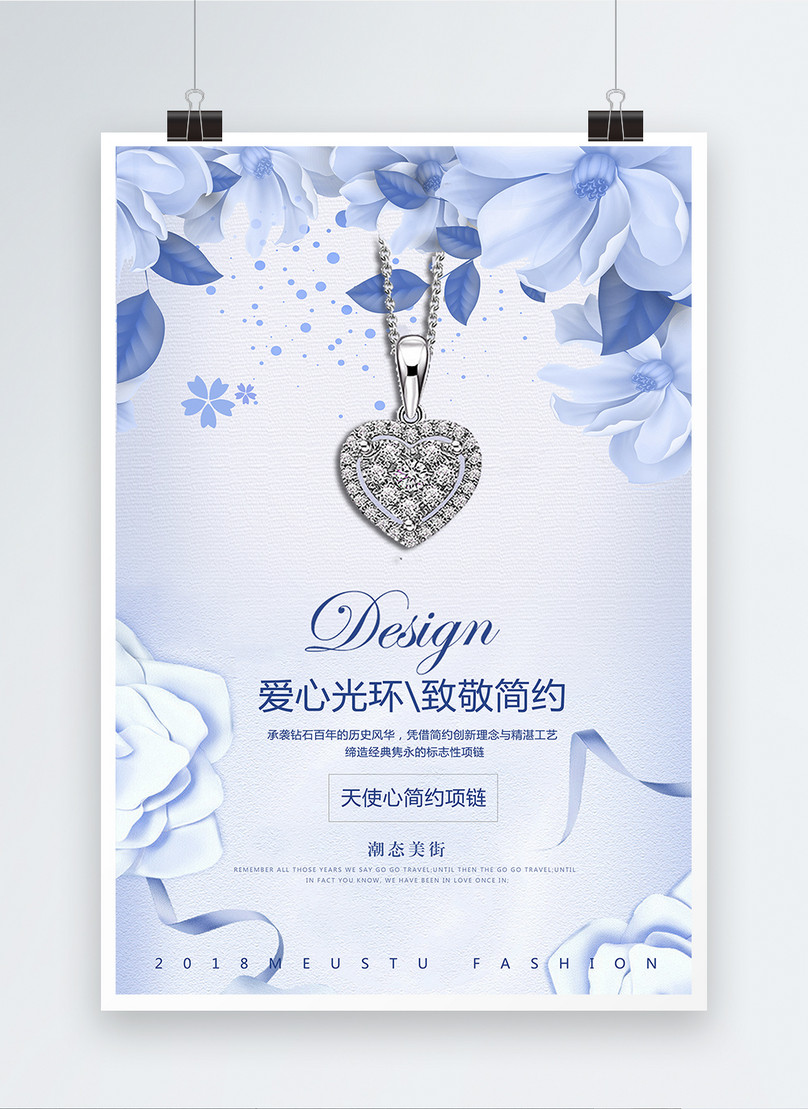 Design
爱心光环\致敬简约
承袭钻石百年的历史风华，凭借简约创新理念与精湛工艺
缔造经典隽永的标志性项链
天使心简约项链
潮态美街
REMEMBER ALL THOSE YEARS WE SAY GO GO TRAVEL;UNTIL THEN THE GO GO TRAVEL;UNTIL
IN FACT YOU.KNOW, WE HAVE BEEN IN LOVE ONCE IN;
2018MEUSTU FASHION